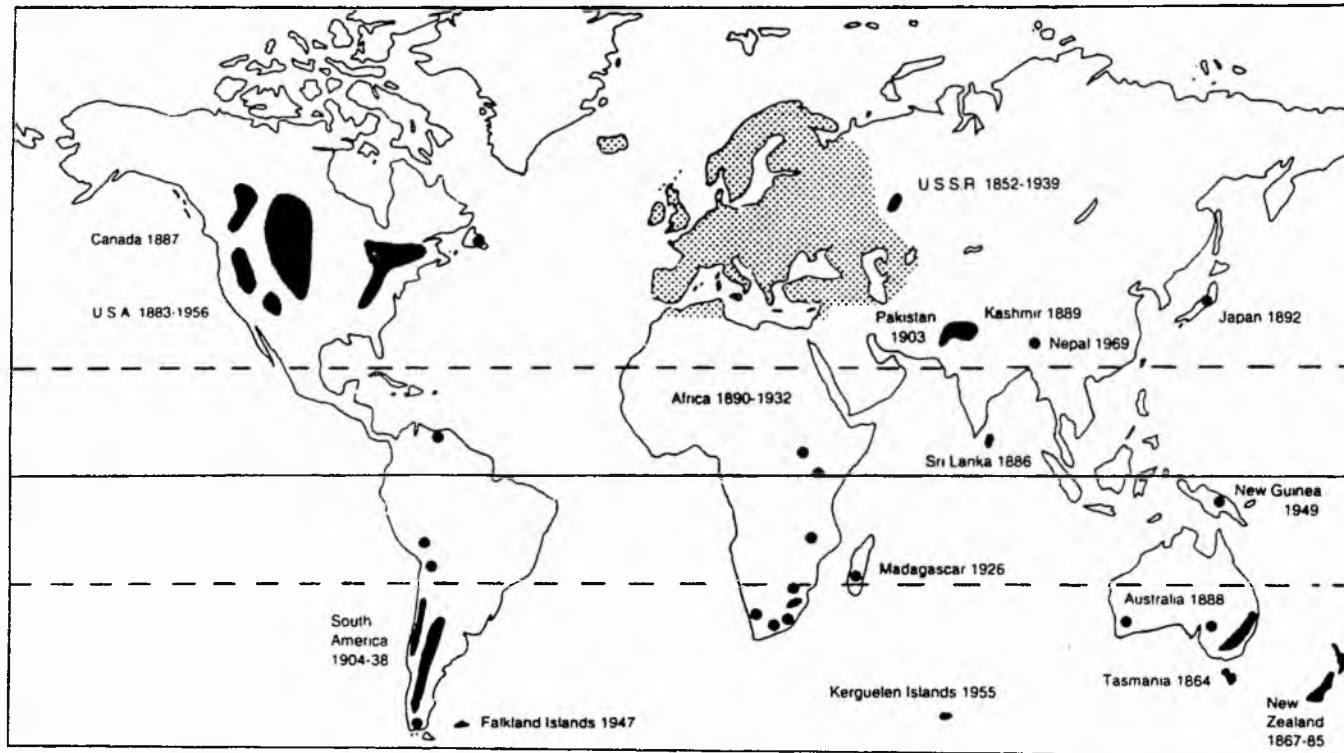 U S S.R 1852-1939
Canada 1887
U S A 1883-1956
Pakistan
1903
Kashmir 1889
Nepal 1969
Japan 1892
Africa 1890-1932
Sri Lanka 1886
New Guinea
1949
Madagascar 1926
Australia 1888
South
America
1904-38
Tasmania 1864
Kerguelen Islands 1955
Falkland Islands 1947
New
Zealand
1867-85